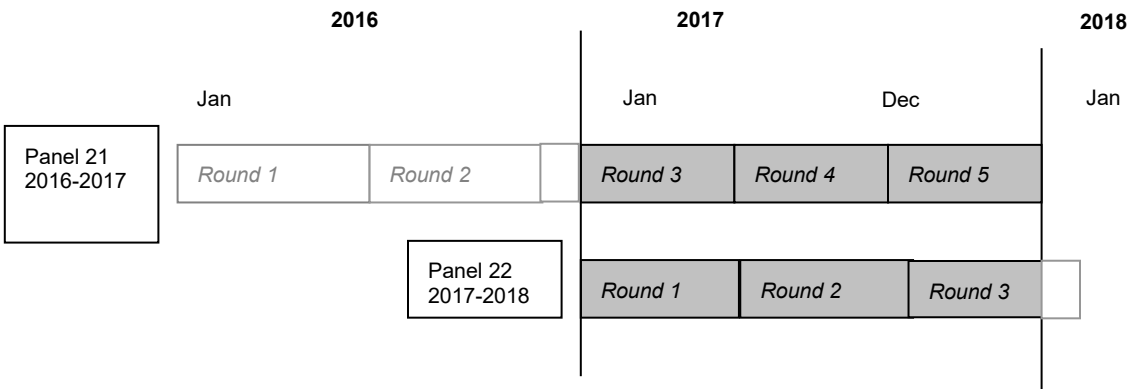 2016 2017 2018
Jan Jan Dec Jan
Panel 21
2016-2017
Round 1 Round 2 Round 3 Round 4 Round 5
Panel 22
2017-2018
Round 1 Round 2 Round 3